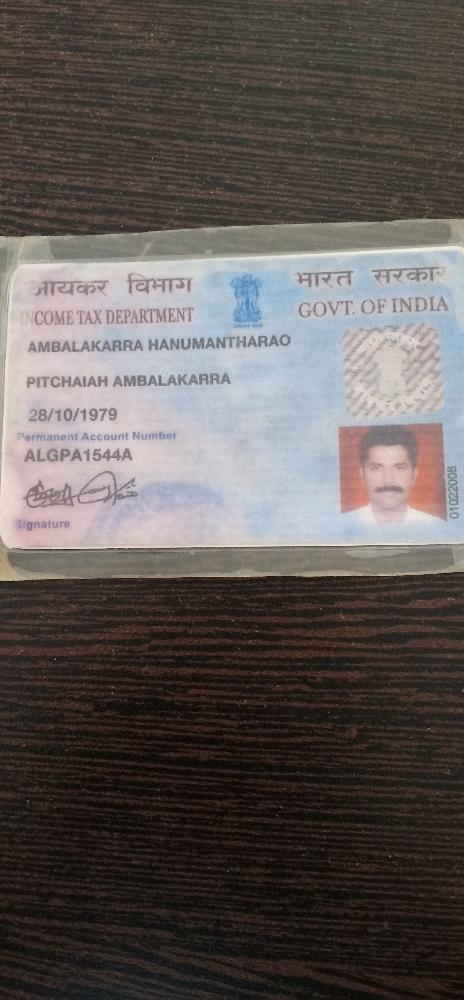 आयकर विभाग
INCOME TAX DEPARTMENT
भारत सरकार
GOVT. OF INDIA
AMBALAKARRA HANUMANTHARAO
PITCHAIAH AMBALAKARRA
28/10/1979
Permanent Account Number
ALGPA1544A
Signature
01022008